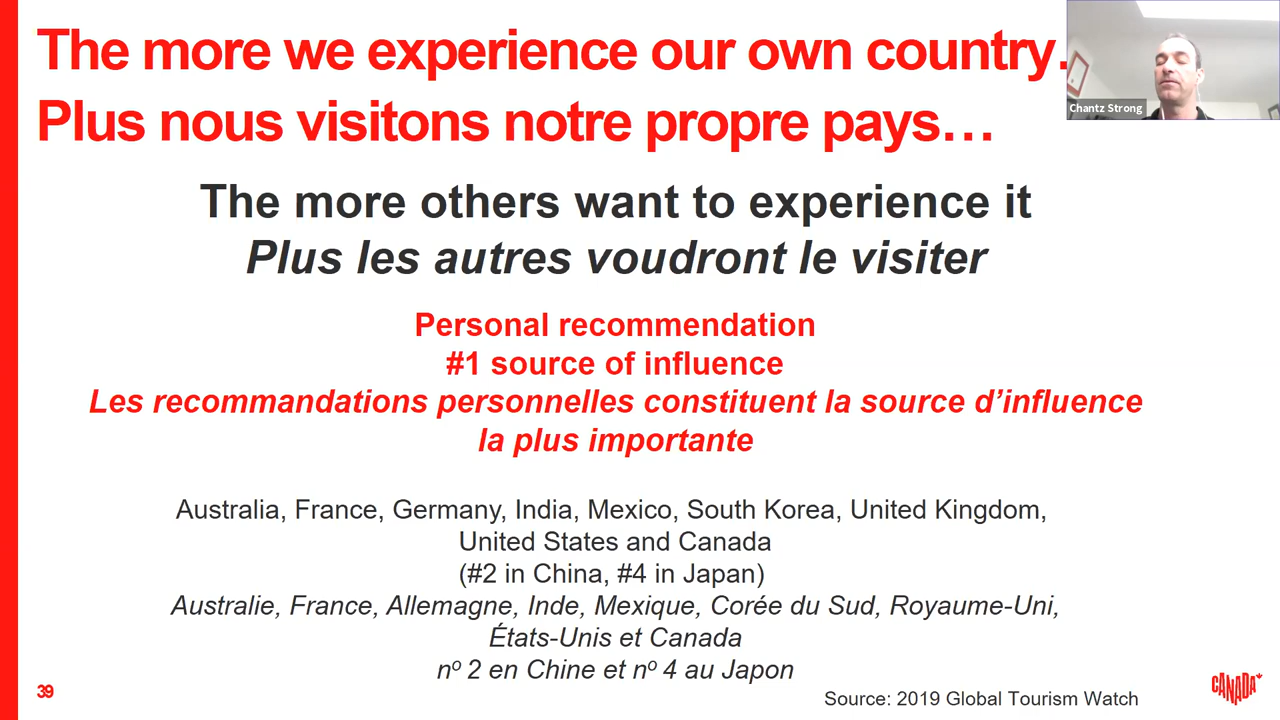 The more we experience our own country.
Plus nous visitons notre propre pays…
Chantz Strong
The more others want to experience it
Plus les autres voudront le visiter
Personal recommendation
#1 source of influence
Les recommandations personnelles constituent la source d’influence
la plus importante
Australia, France, Germany, India, Mexico, South Korea, United Kingdom,
United States and Canada
(#2 in China, #4 in Japan)
Australie, France, Allemagne, Inde, Mexique, Corée du Sud, Royaume-Uni,
États-Unis et Canada
nº 2 en Chine et nº 4 au Japon
39
Source: 2019 Global Tourism Watch
CANADA